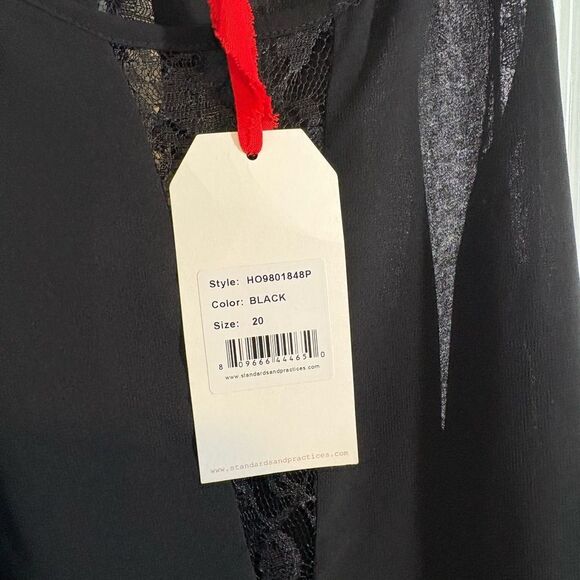 Style: HO9801848P
Color: BLACK
Size: 20
8 09666 44465 0
www.standardsandpractices.com
www.standardsandpractices.com